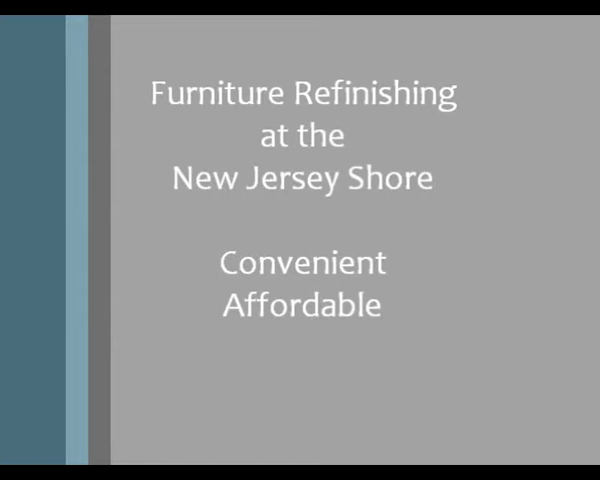 Furniture Refinishing
at the
New Jersey Shore
Convenient
Affordable